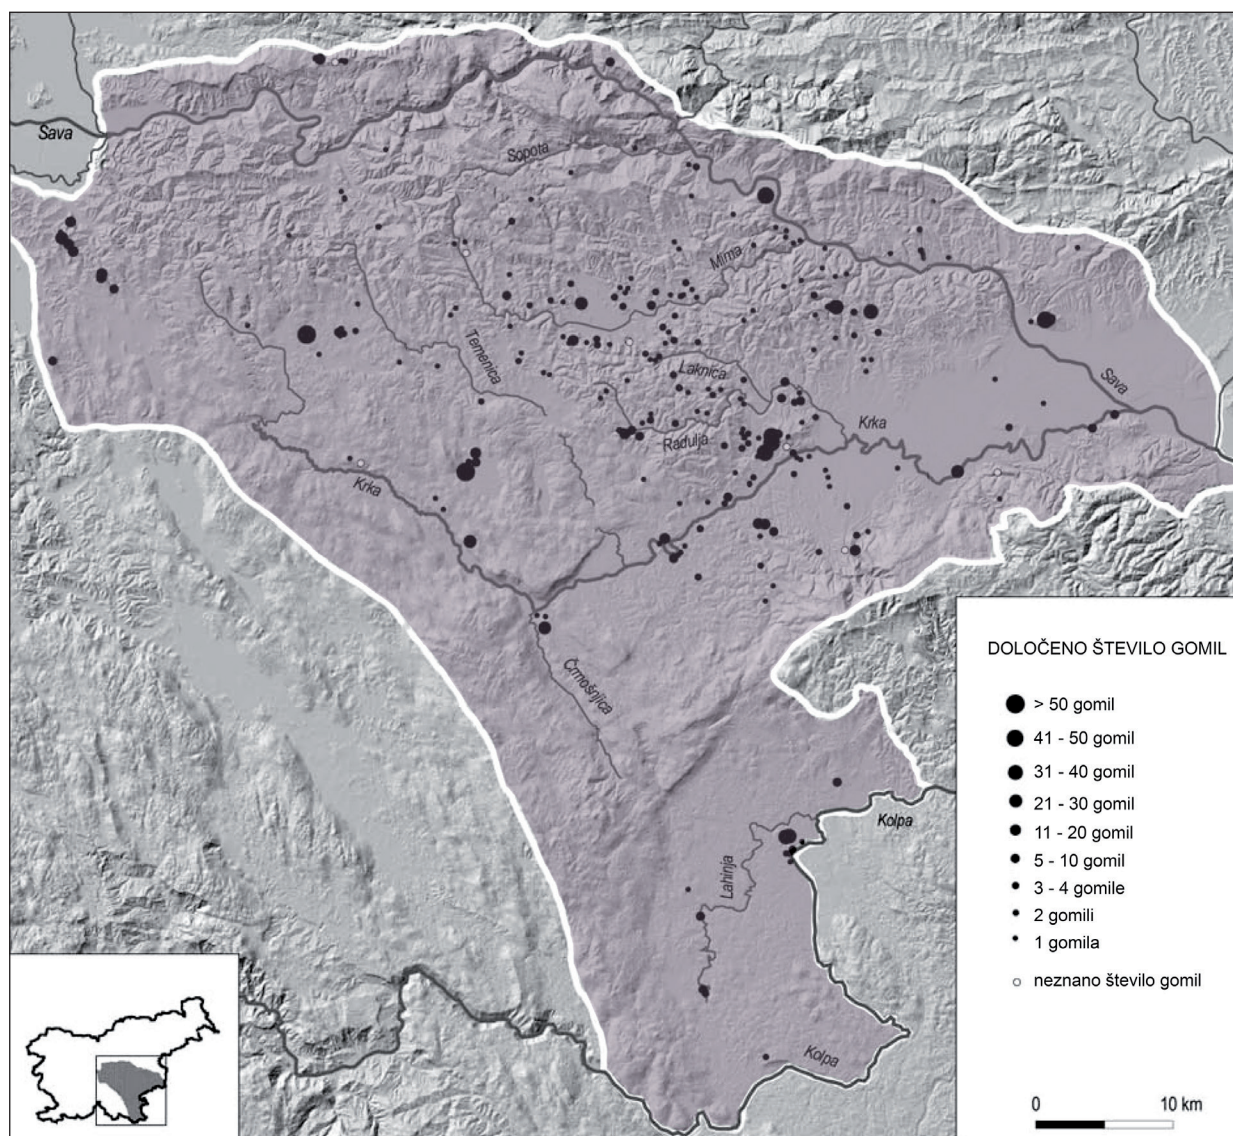 Sava
Sopota
Mirna
Temenica
Laknica
Sava
Radulja
Krka
Krka
Črmošnjica
Kolpa
Lahinja
Kolpa
DOLOČENO ŠTEVILO GOMIL
> 50 gomil
41 - 50 gomil
31 - 40 gomil
21 - 30 gomil
11 - 20 gomil
5 - 10 gomil
3 - 4 gomile
2 gomili
1 gomila
neznano število gomil
0 10 km